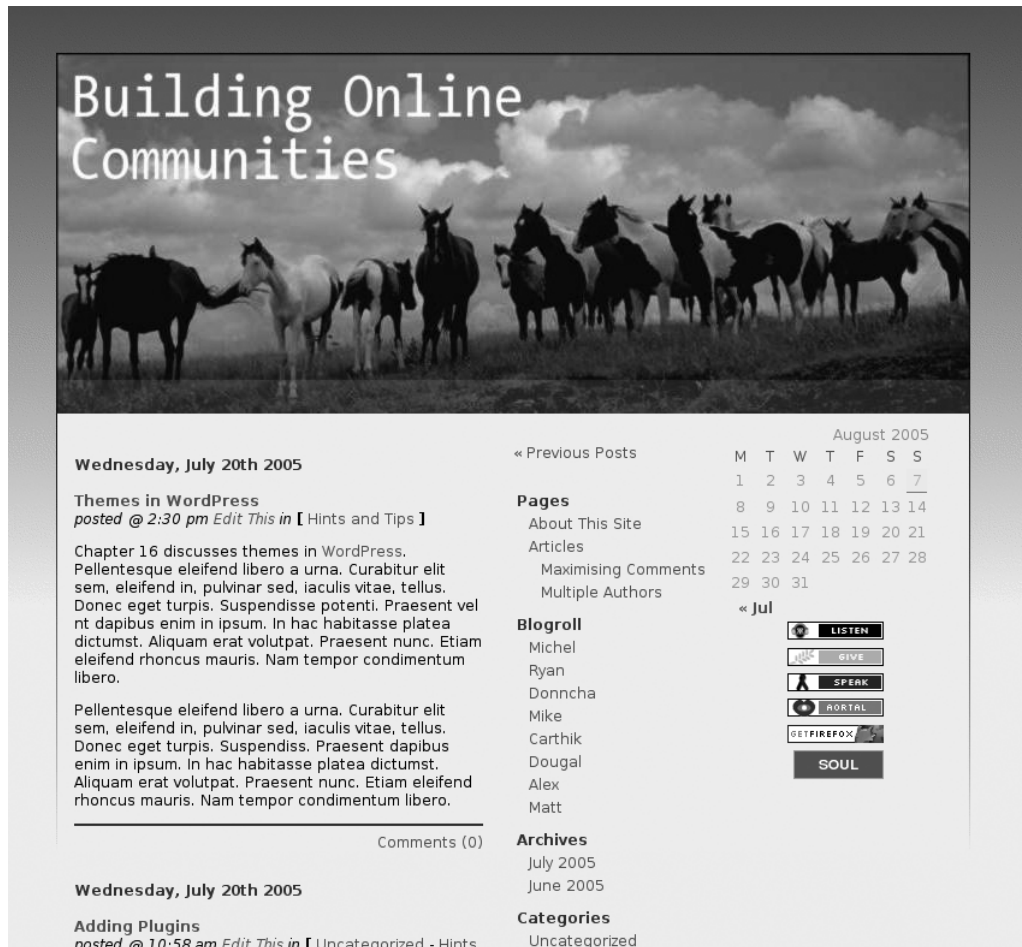 Building Online
Communities
Wednesday, July 20th 2005
Themes in WordPress
posted @ 2:30 pm Edit This in [ Hints and Tips ]
Chapter 16 discusses themes in WordPress.
Pellentesque eleifend libero a urna. Curabitur elit
sem, eleifend in, pulvinar sed, iaculis vitae, tellus.
Donec eget turpis. Suspendisse potenti. Praesent vel
nt dapibus enim in ipsum. In hac habitasse platea
dictumst. Aliquam erat volutpat. Praesent nunc. Etiam
eleifend rhoncus mauris. Nam tempor condimentum
libero.
Pellentesque eleifend libero a urna. Curabitur elit
sem, eleifend in, pulvinar sed, iaculis vitae, tellus.
Donec eget turpis. Suspendiss. Praesent dapibus
enim in ipsum. In hac habitasse platea dictumst.
Aliquam erat volutpat. Praesent nunc. Etiam eleifend
rhoncus mauris. Nam tempor condimentum libero.
Comments (0)
Wednesday, July 20th 2005
Adding Plugins
posted @ 10:58 am Edit This in [ Uncategorized - Hints
« Previous Posts
Pages
About This Site
Articles
Maximising Comments
Multiple Authors
Blogroll
Michel
Ryan
Donncha
Mike
Carthik
Dougal
Alex
Matt
Archives
July 2005
June 2005
Categories
Uncategorized
August 2005
M T W T F S S
1 2 3 4 5 6 7
8 9 10 11 12 13 14
15 16 17 18 19 20 21
22 23 24 25 26 27 28
29 30 31
« Jul
LISTEN
GIVE
SPEAK
AORTAL
GETFIREFOX
SOUL